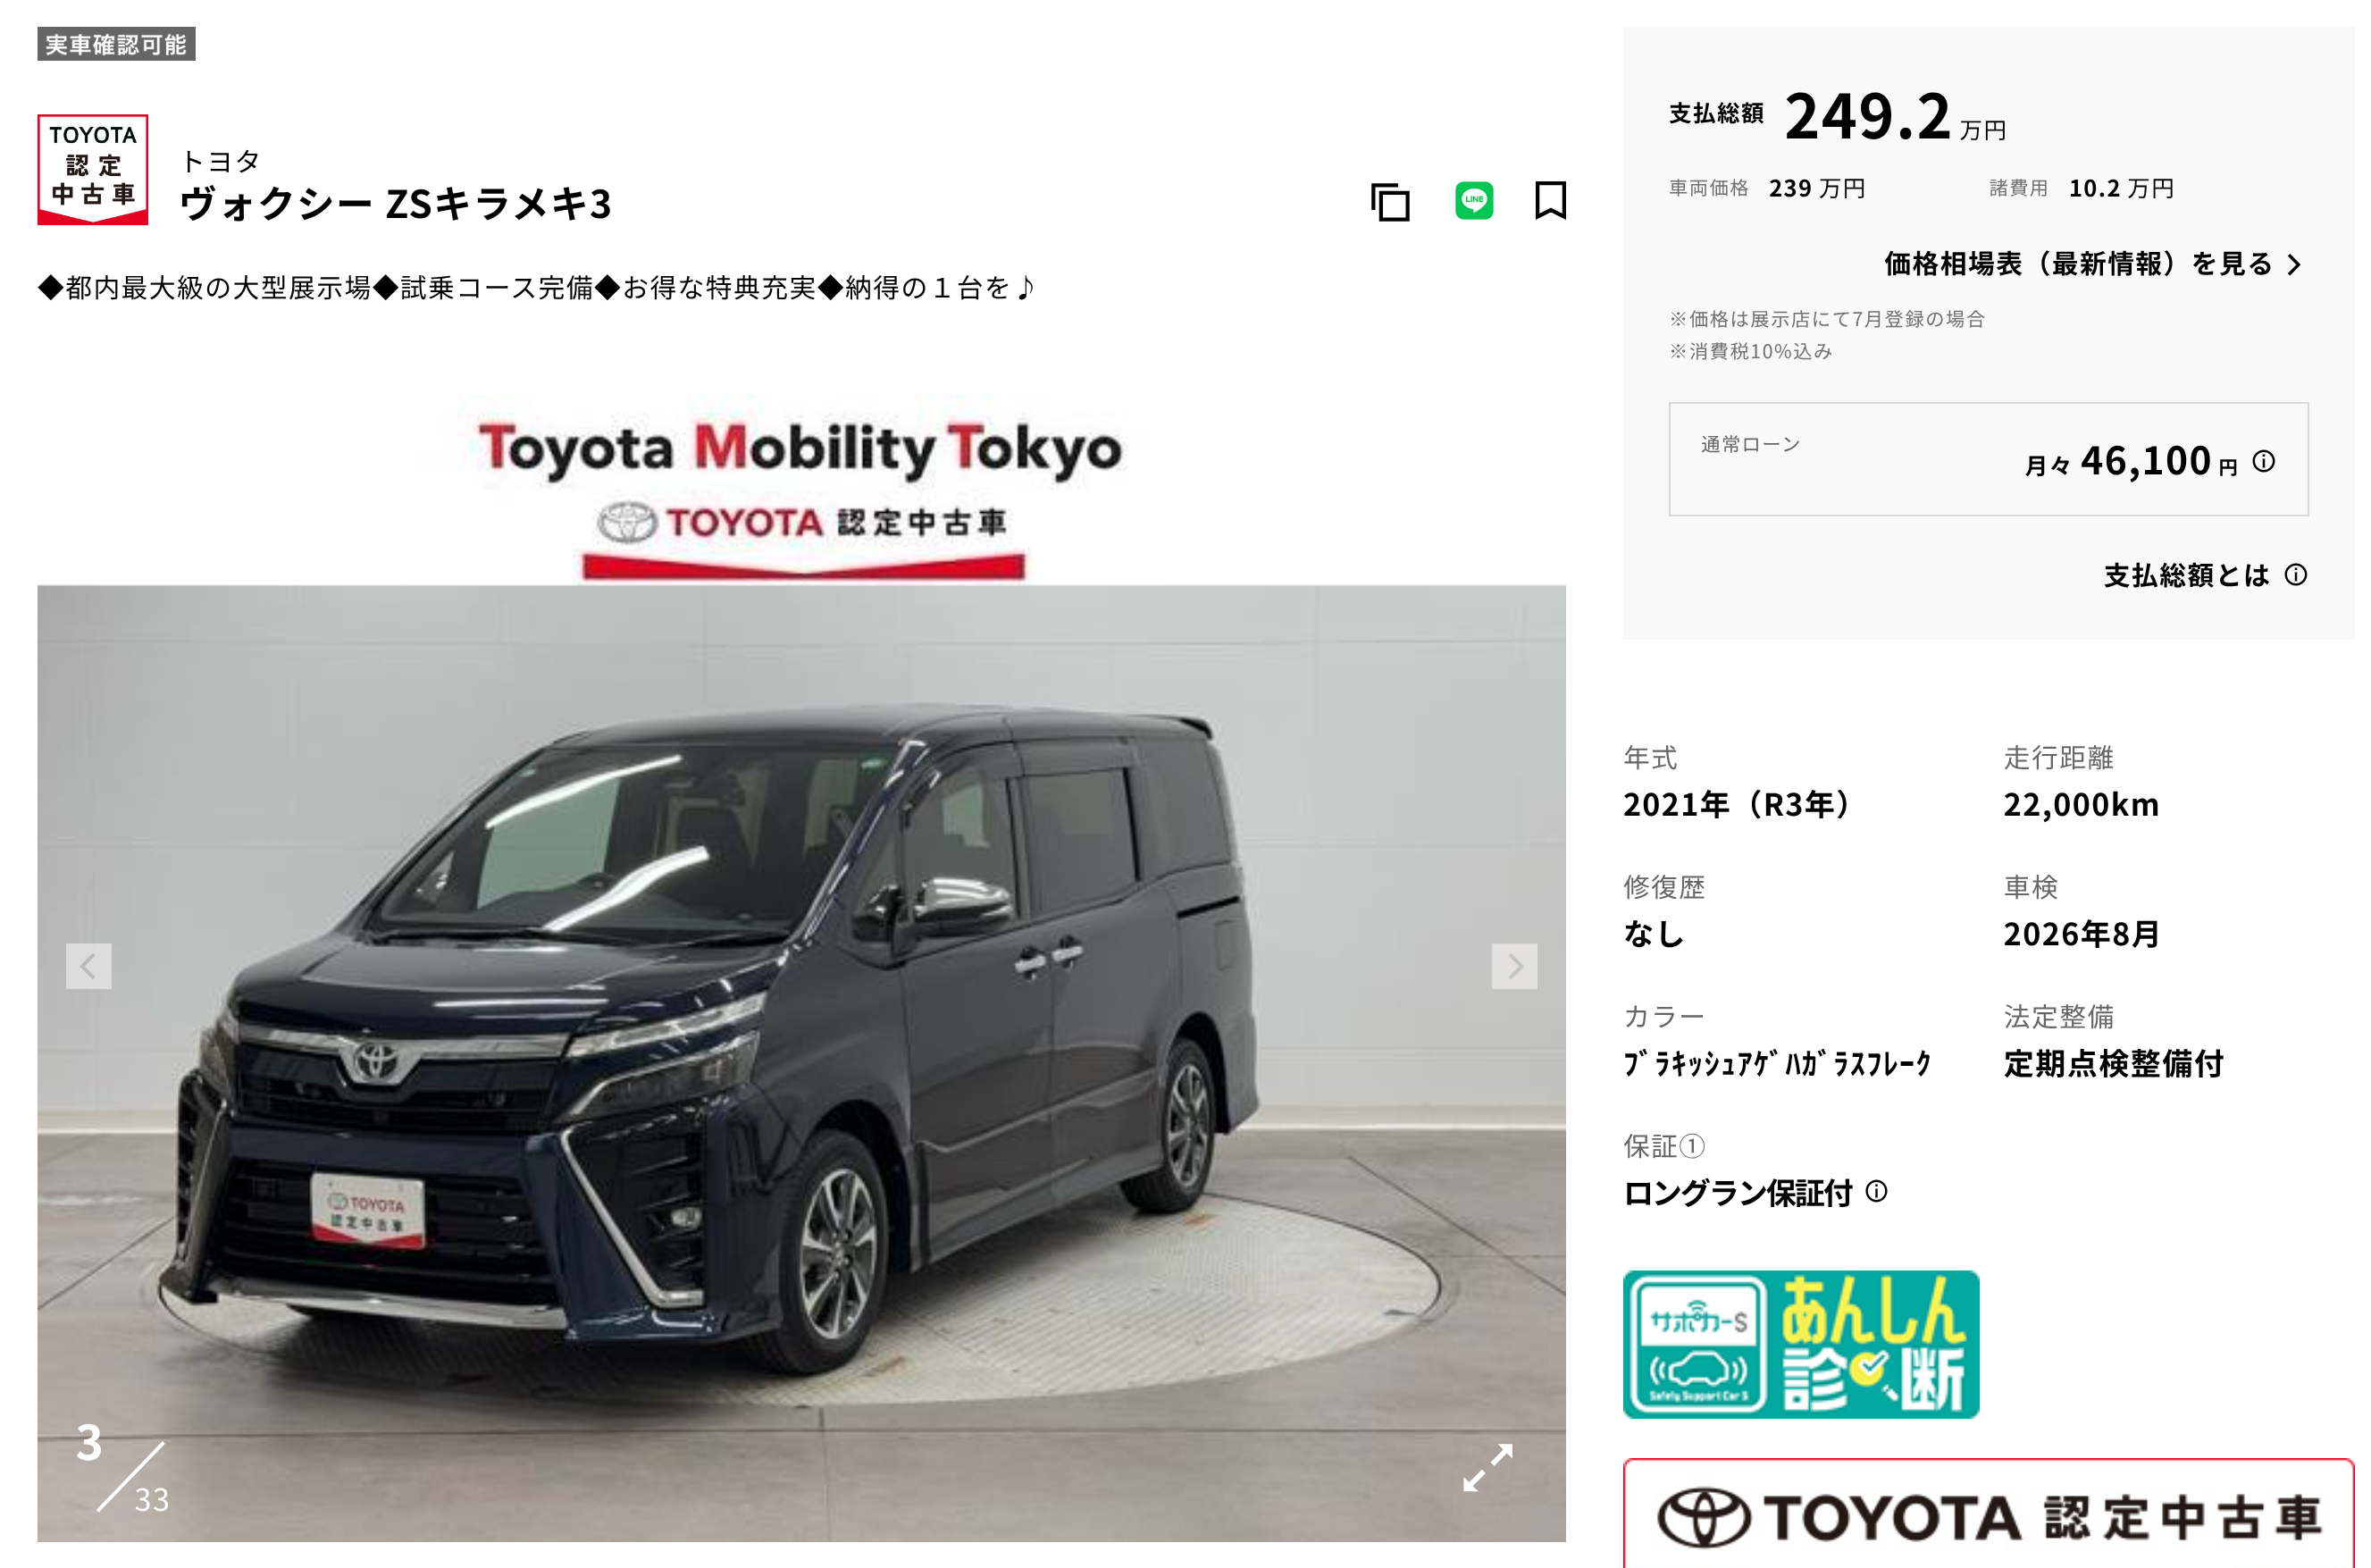 実車確認可能
TOYOTA
認定
中古車
トヨタ
ヴォクシー ZSキラメキ3
LINE
◆都内最大級の大型展示場◆試乗コース完備◆お得な特典充実◆納得の１台を♪
Toyota Mobility Tokyo
TOYOTA 認定中古車
TOYOTA
認定中古車
3
33
支払総額 249.2 万円
車両価格 239 万円 諸費用 10.2 万円
価格相場表（最新情報）を見る
※価格は展示店にて7月登録の場合
※消費税10%込み
通常ローン
月々 46,100 円
支払総額とは
年式 走行距離
2021年（R3年） 22,000km
修復歴 車検
なし 2026年8月
カラー 法定整備
ﾌﾞﾗｷｯｼｭｱｹﾞﾊｶﾞﾗｽﾌﾚｰｸ 定期点検整備付
保証①
ロングラン保証付
サポカーS
Safety Support Car S
あんしん
診断
TOYOTA 認定中古車